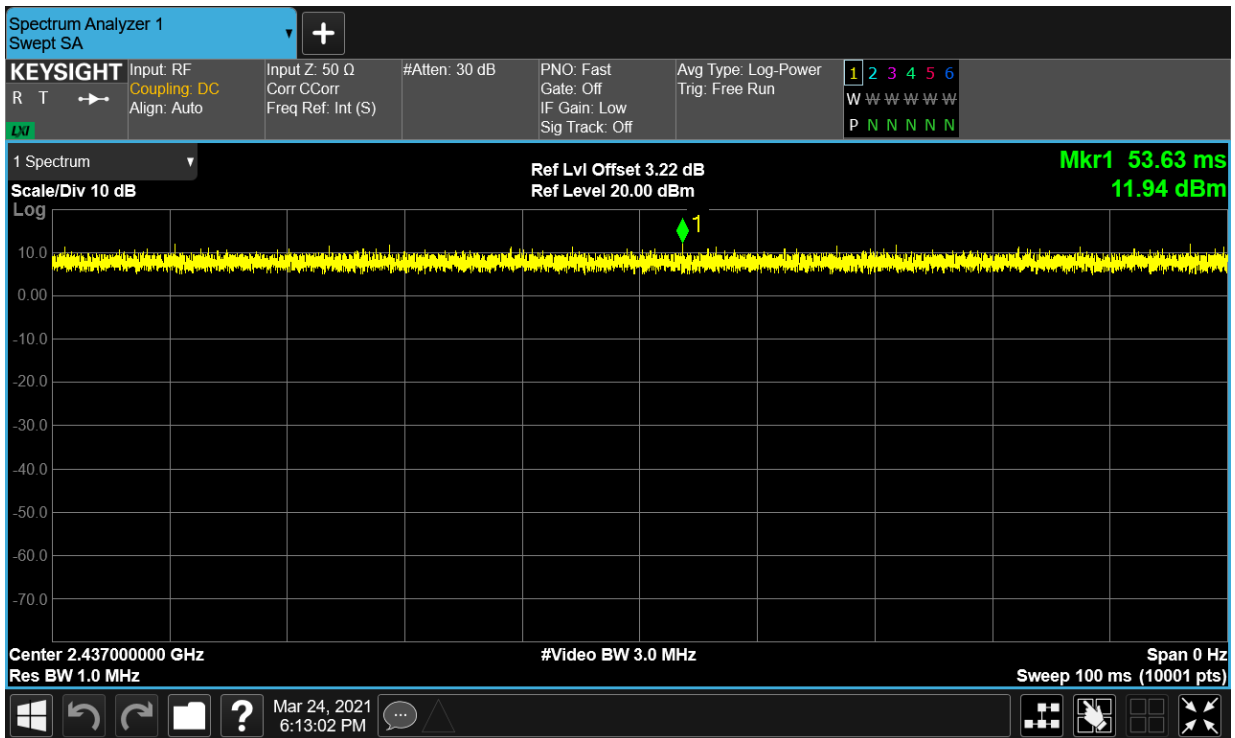 Spectrum Analyzer 1
Swept SA
+
KEYSIGHT
R T
LXI
Input: RF
Coupling: DC
Align: Auto
Input Z: 50 Ω
Corr CCorr
Freq Ref: Int (S)
#Atten: 30 dB
PNO: Fast
Gate: Off
IF Gain: Low
Sig Track: Off
Avg Type: Log-Power
Trig: Free Run
1 2 3 4 5 6
W W W W W W
P N N N N N
1 Spectrum
Scale/Div 10 dB
Log
Ref Lvl Offset 3.22 dB
Ref Level 20.00 dBm
Mkr1 53.63 ms
11.94 dBm
1
10.0
0.00
-10.0
-20.0
-30.0
-40.0
-50.0
-60.0
-70.0
Center 2.437000000 GHz
Res BW 1.0 MHz
#Video BW 3.0 MHz
Span 0 Hz
Sweep 100 ms (10001 pts)
?
Mar 24, 2021
6:13:02 PM